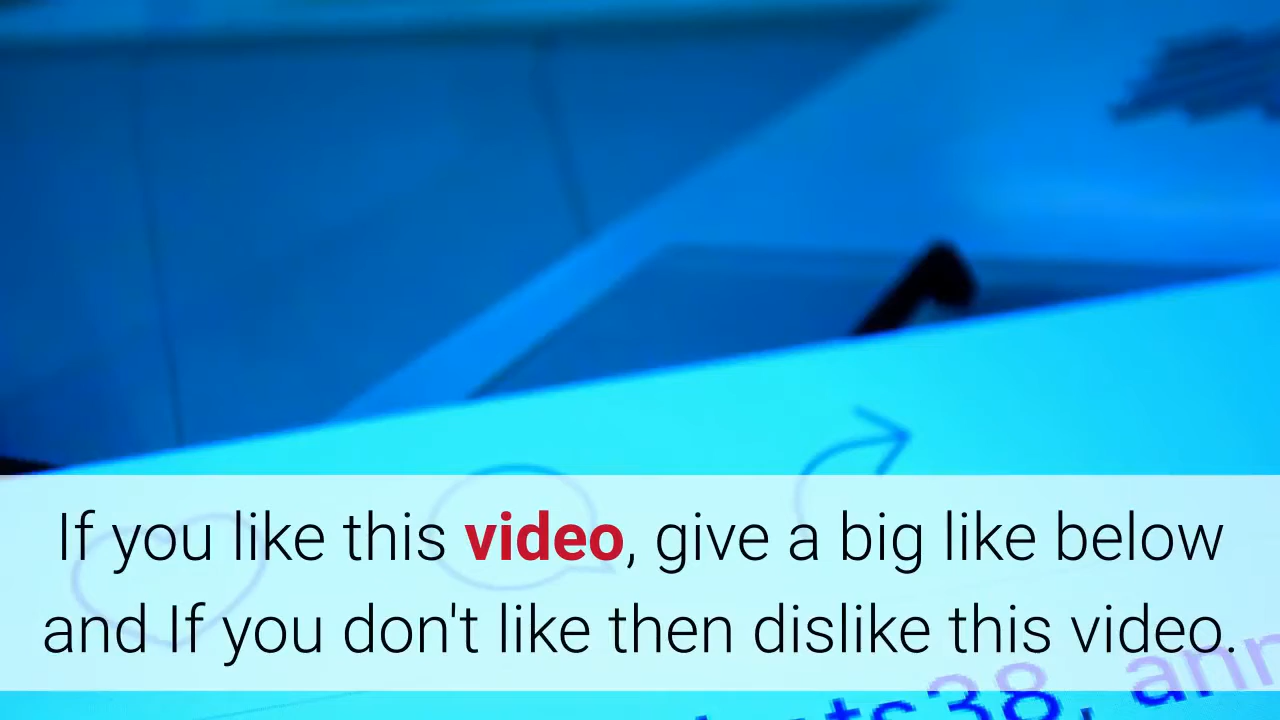 If you like this video, give a big like below
and If you don't like then dislike this video.